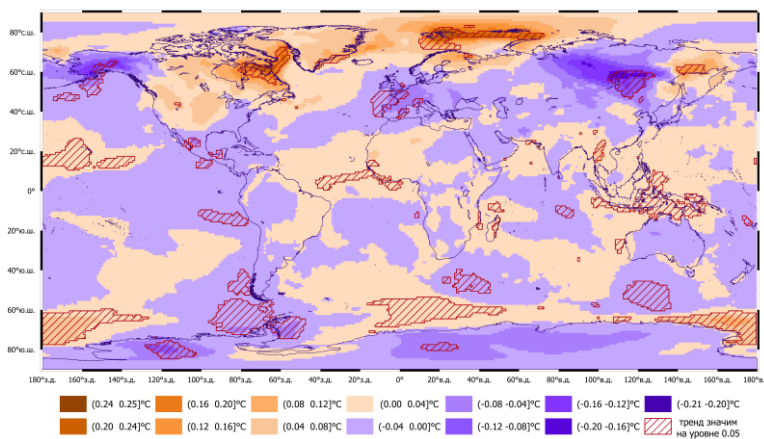 80°с.ш.
60°с.ш.
40°с.ш.
20°с.ш.
0°
20°ю.ш.
40°ю.ш.
60°ю.ш.
80°ю.ш.
180°з.д. 140°з.д. 120°з.д. 100°з.д. 80°з.д. 60°з.д. 40°з.д. 20°з.д. 0°з.д. 20°в.д. 40°в.д. 60°в.д. 80°в.д. 100°в.д. 120°в.д. 140°в.д. 160°в.д. 180°в.д.
(0.24 0.25]°C (0.16 0.20]°C (0.08 0.12]°C (0.00 0.04]°C (-0.08 -0.04]°C (-0.16 -0.12]°C (-0.21 -0.20]°C
(0.20 0.24]°C (0.12 0.16]°C (0.04 0.08]°C (-0.04 0.00]°C (-0.12 -0.08]°C (-0.20 -0.16]°C тренд значим
на уровне 0.05